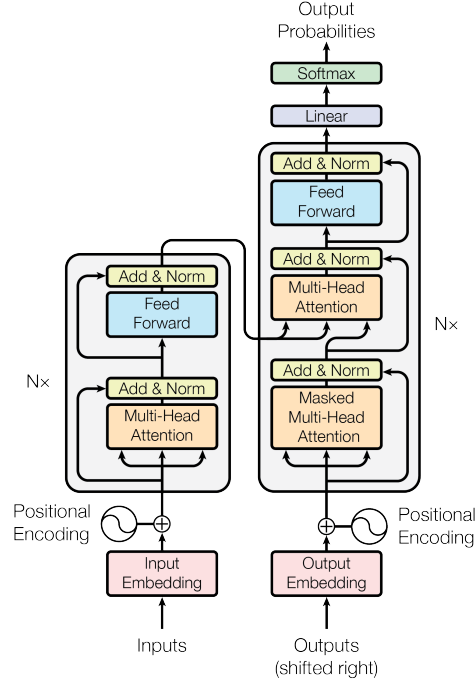 Output
Probabilities
Softmax
Linear
Add & Norm
Feed
Forward
Add & Norm
Multi-Head
Attention
Add & Norm
Masked
Multi-Head
Attention
N×
Add & Norm
Feed
Forward
Add & Norm
Multi-Head
Attention
N×
Positional
Encoding
Input
Embedding
Inputs
Positional
Encoding
Output
Embedding
Outputs
(shifted right)